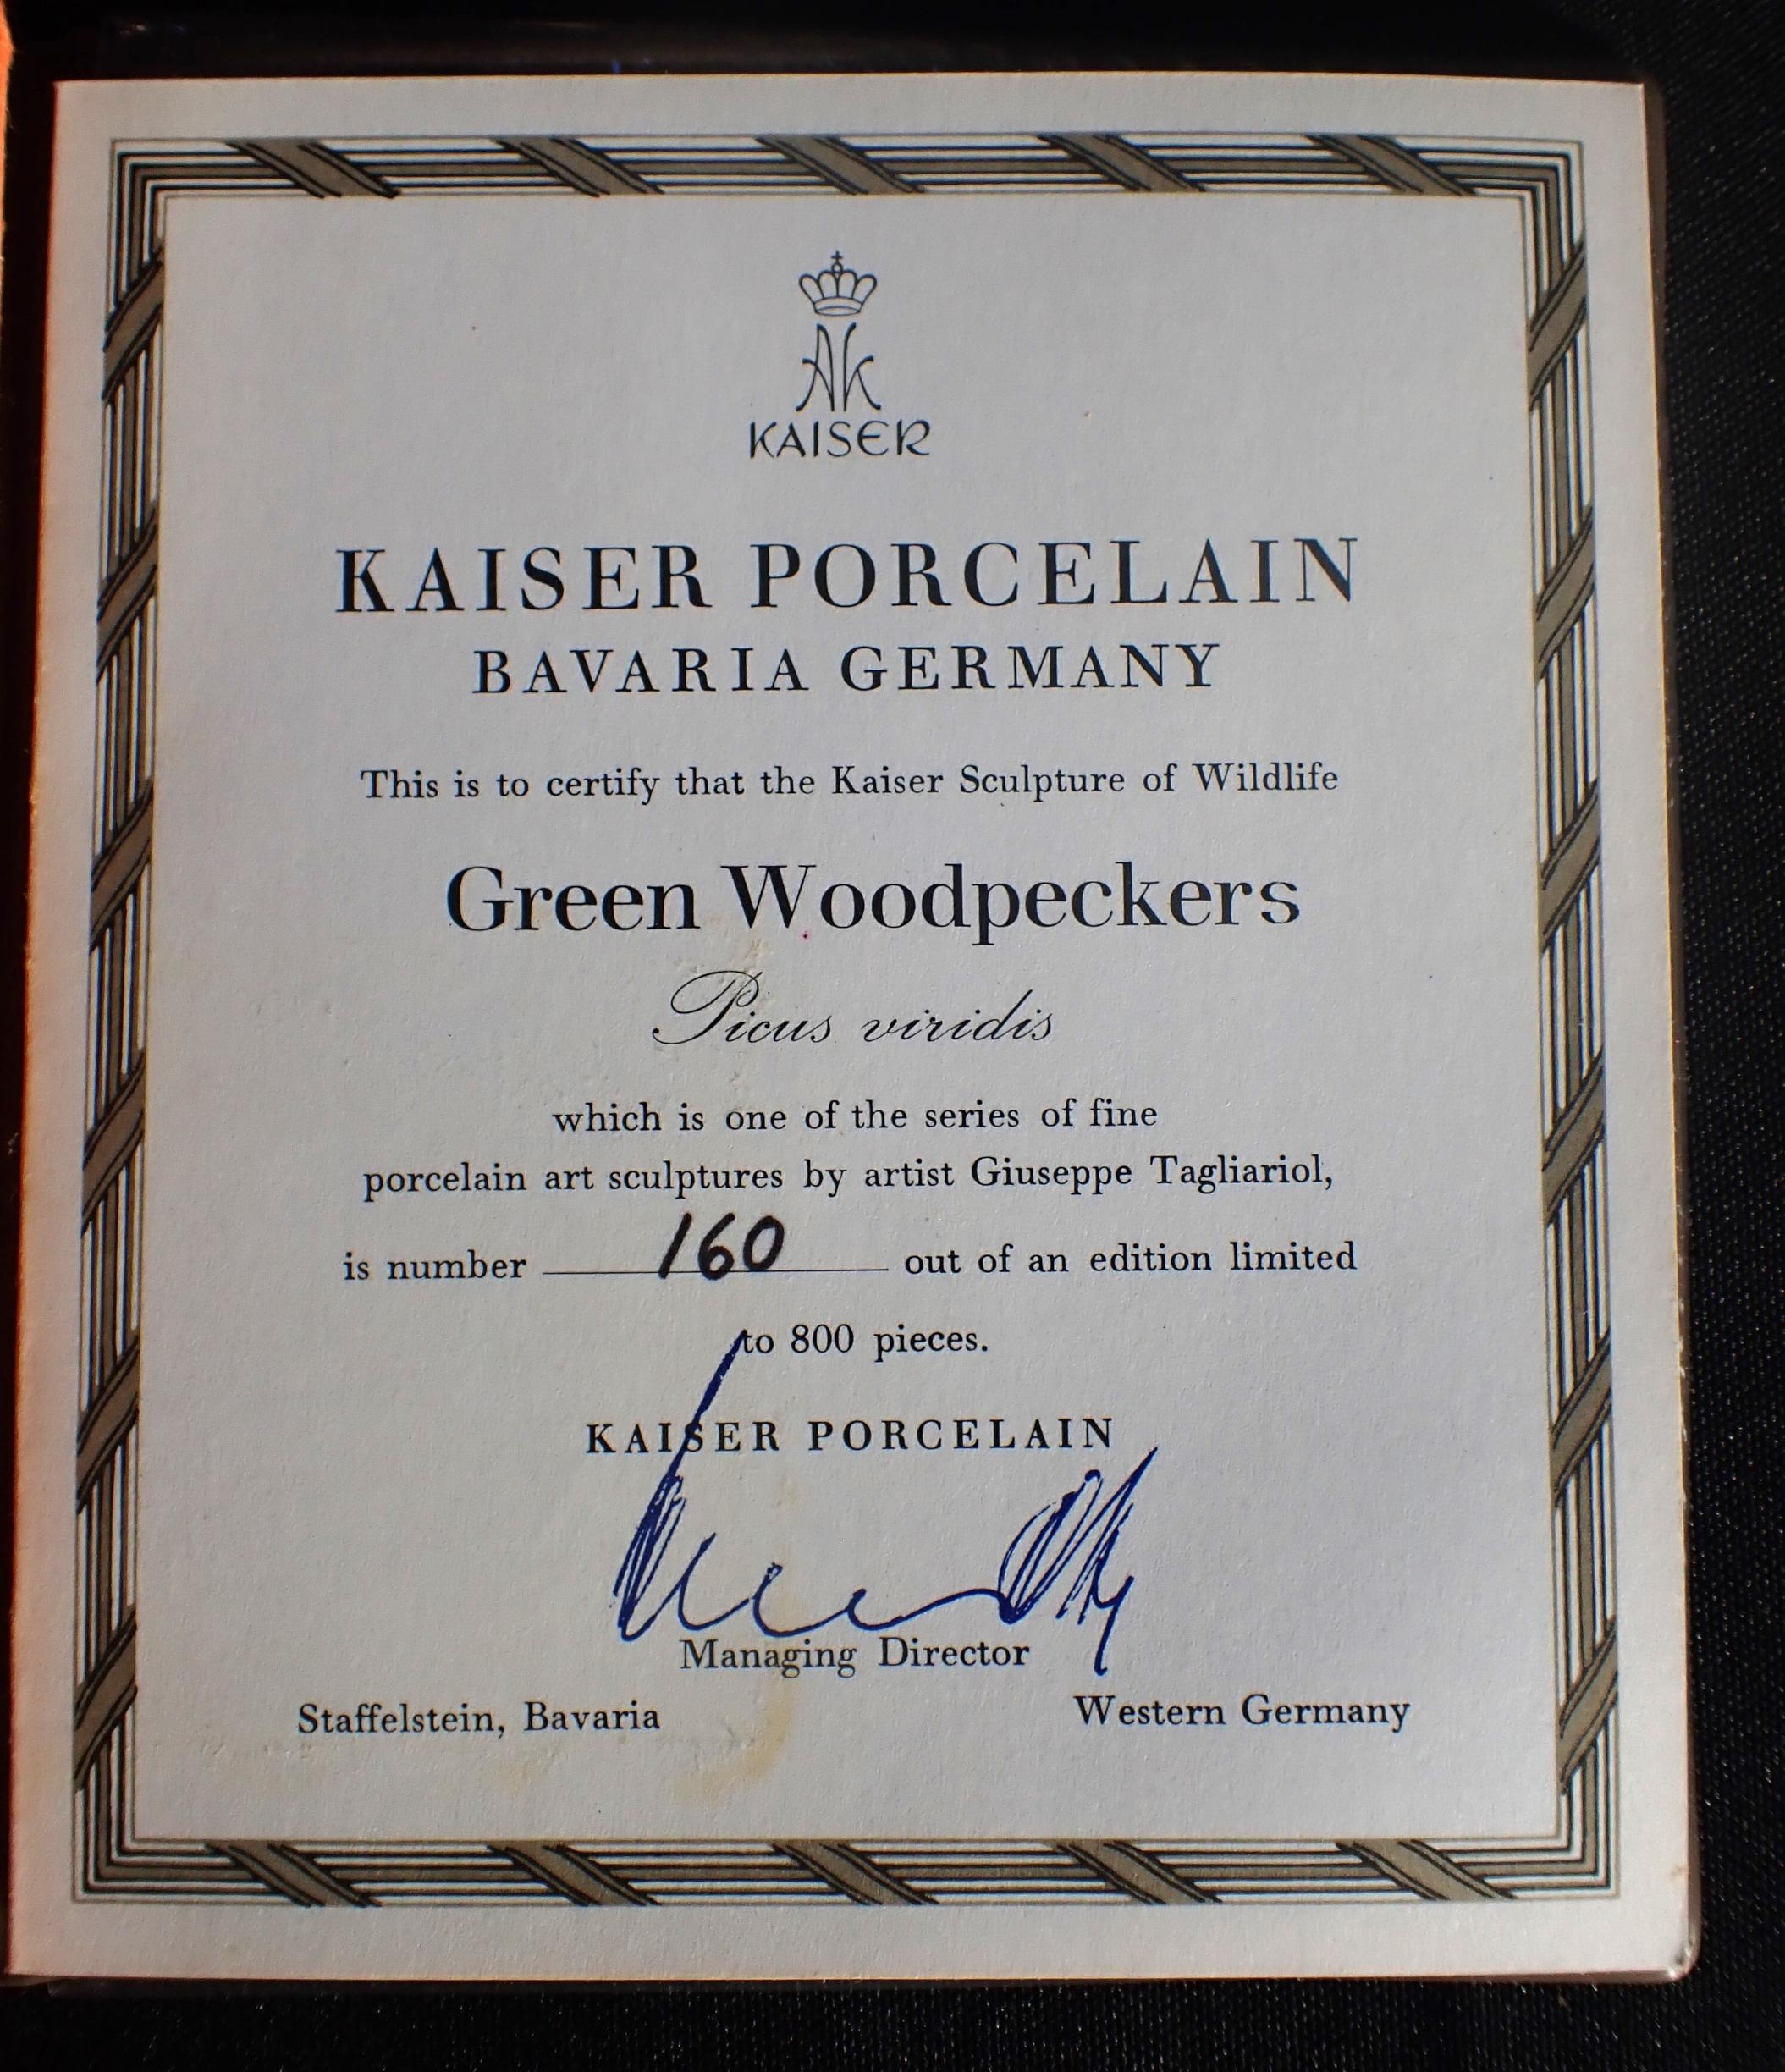 AK
KAISER
KAISER PORCELAIN
BAVARIA GERMANY
This is to certify that the Kaiser Sculpture of Wildlife
Green Woodpeckers
Picus viridis
which is one of the series of fine
porcelain art sculptures by artist Giuseppe Tagliariol,
is number 160 out of an edition limited
to 800 pieces.
KAISER PORCELAIN
Managing Director
Staffelstein, Bavaria
Western Germany